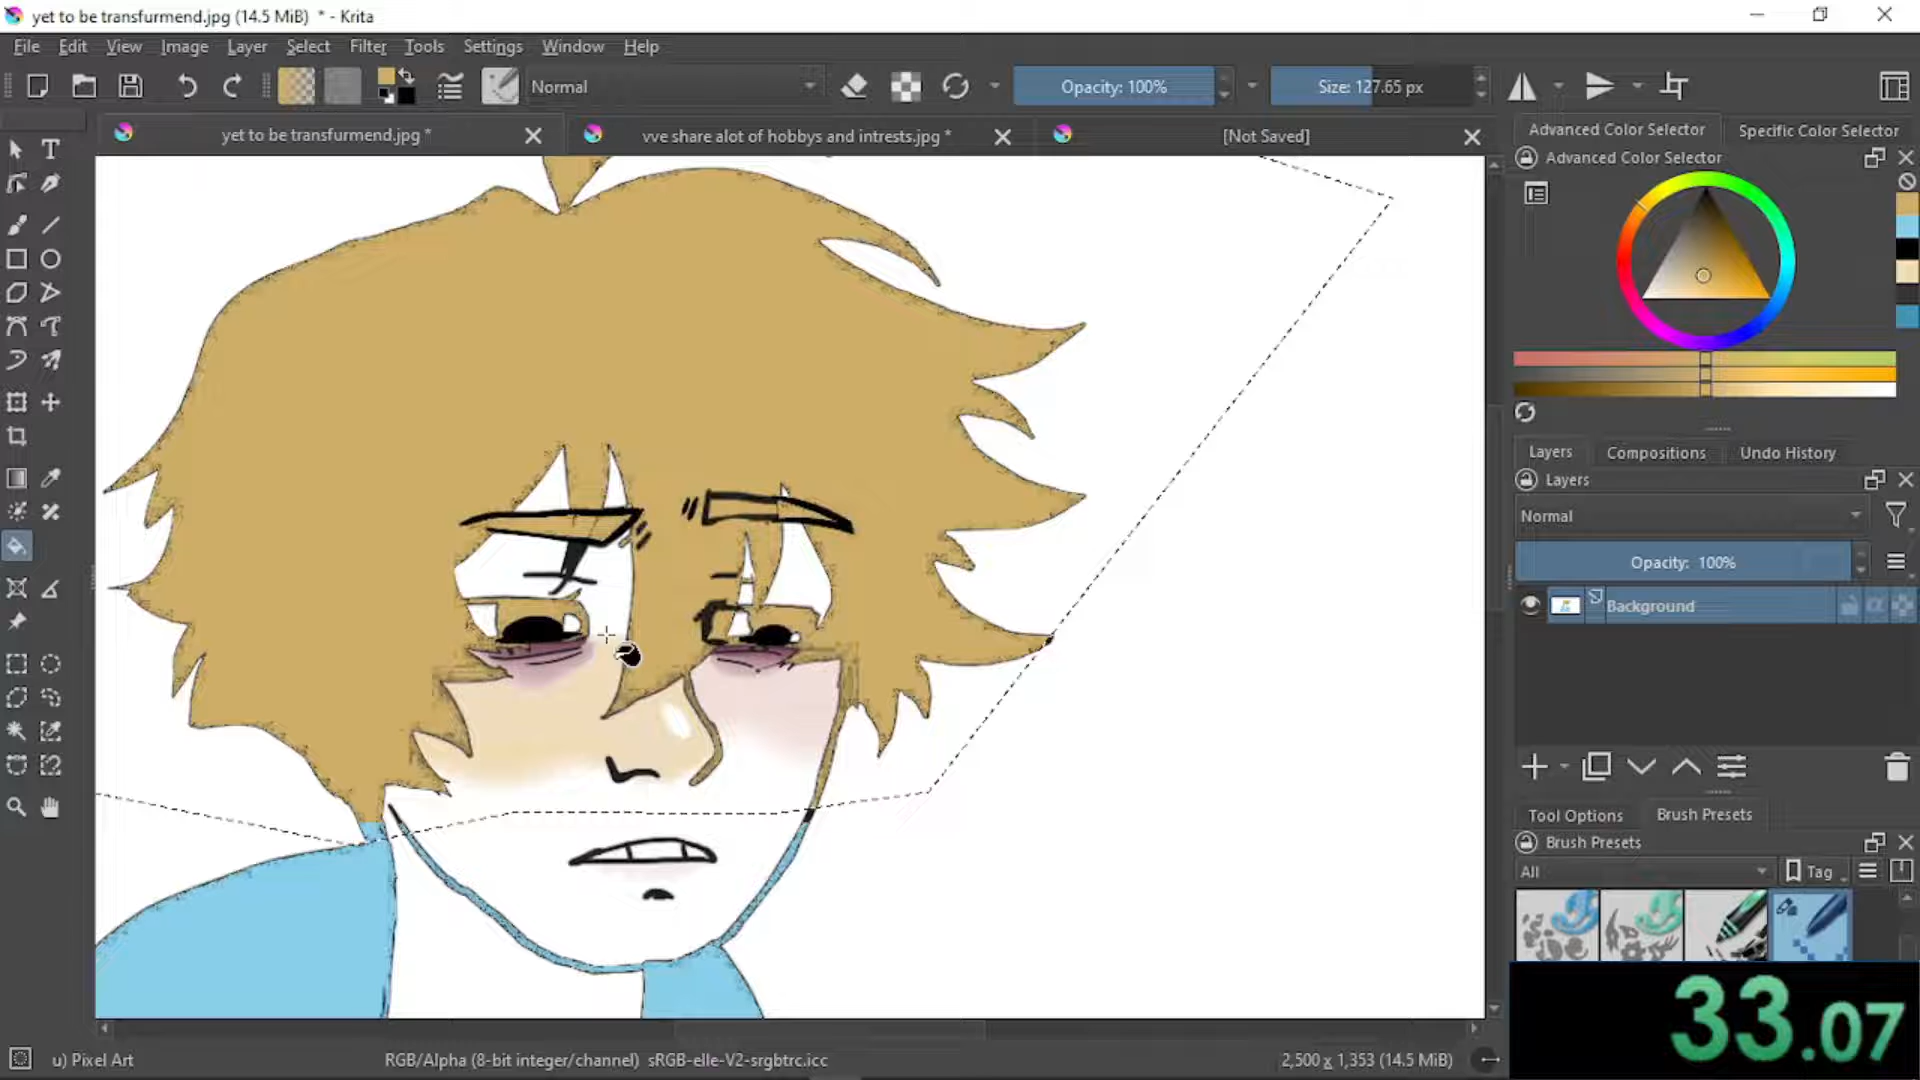 yet to be transfurmend.jpg (14.5 MiB) * - Krita
File Edit View Image Layer Select Filter Tools Settings Window Help
Normal
Opacity: 100%
Size: 127.65 px
yet to be transfurmend.jpg *
vve share alot of hobbys and intrests.jpg *
[Not Saved]
Advanced Color Selector
Specific Color Selector
Advanced Color Selector
Layers
Compositions
Undo History
Layers
Normal
Opacity: 100%
Background
Tool Options
Brush Presets
Brush Presets
All
Tag
33.07
u) Pixel Art
RGB/Alpha (8-bit integer/channel) sRGB-elle-V2-srgbtrc.icc
2,500 x 1,353 (14.5 MiB)